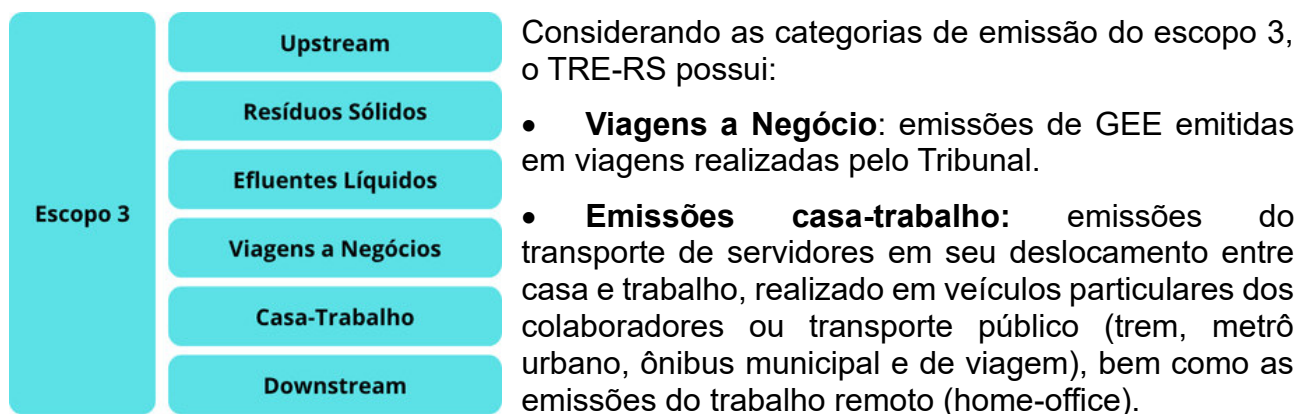 Escopo 3
Upstream
Resíduos Sólidos
Efluentes Líquidos
Viagens a Negócios
Casa-Trabalho
Downstream
Considerando as categorias de emissão do escopo 3,
o TRE-RS possui:
• Viagens a Negócio: emissões de GEE emitidas
em viagens realizadas pelo Tribunal.
• Emissões casa-trabalho: emissões do
transporte de servidores em seu deslocamento entre
casa e trabalho, realizado em veículos particulares dos
colaboradores ou transporte público (trem, metrô
urbano, ônibus municipal e de viagem), bem como as
emissões do trabalho remoto (home-office).